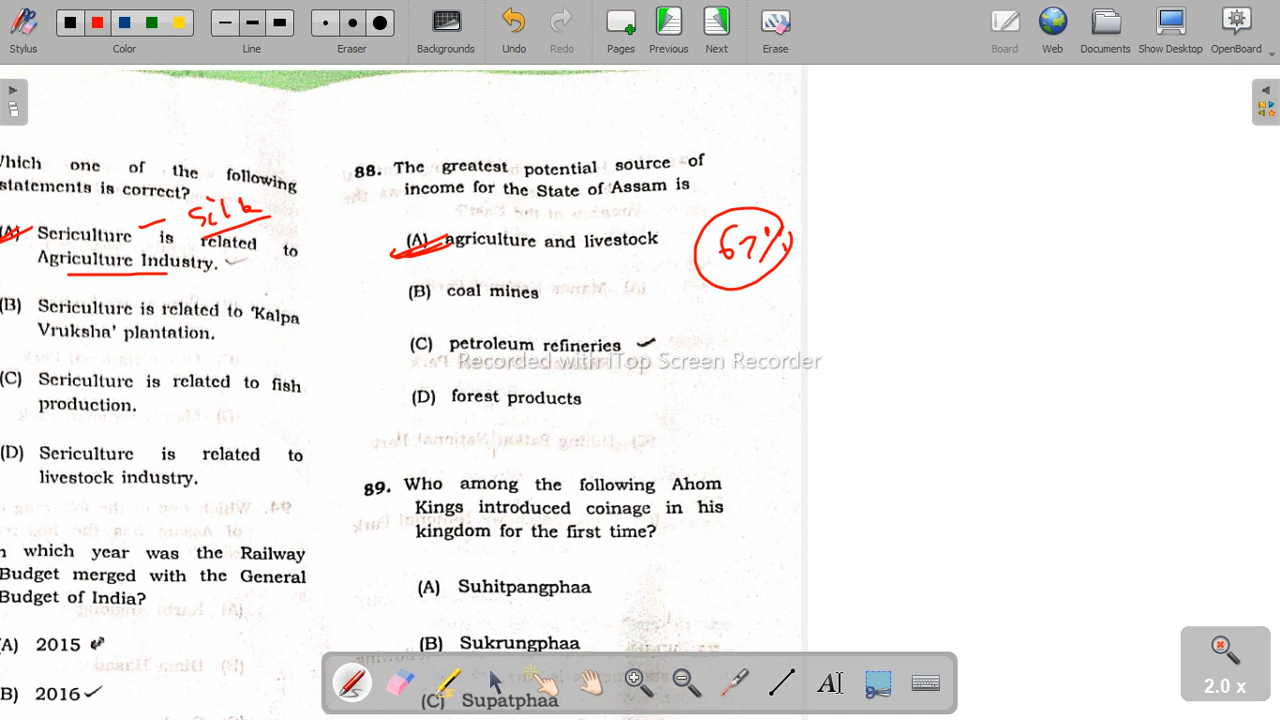 Stylus
Color
Line
Eraser
Backgrounds
Undo
Redo
Pages
Previous
Next
Erase
Board
Web
Documents
Show Desktop
OpenBoard
Which one of the following
statements is correct?
Silk
(A) Sericulture is related to
Agriculture Industry.
(B) Sericulture is related to 'Kalpa
Vruksha' plantation.
(C) Sericulture is related to fish
production.
(D) Sericulture is related to
livestock industry.
which year was the Railway
Budget merged with the General
Budget of India?
(A) 2015
(B) 2016
88. The greatest potential source of
income for the State of Assam is
(A) agriculture and livestock
67%
(B) coal mines
(C) petroleum refineries
Recorded with iTop Screen Recorder
(D) forest products
89. Who among the following Ahom
Kings introduced coinage in his
kingdom for the first time?
(A) Suhitpangphaa
(B) Sukrungphaa
(C) Supatphaa
2.0 x